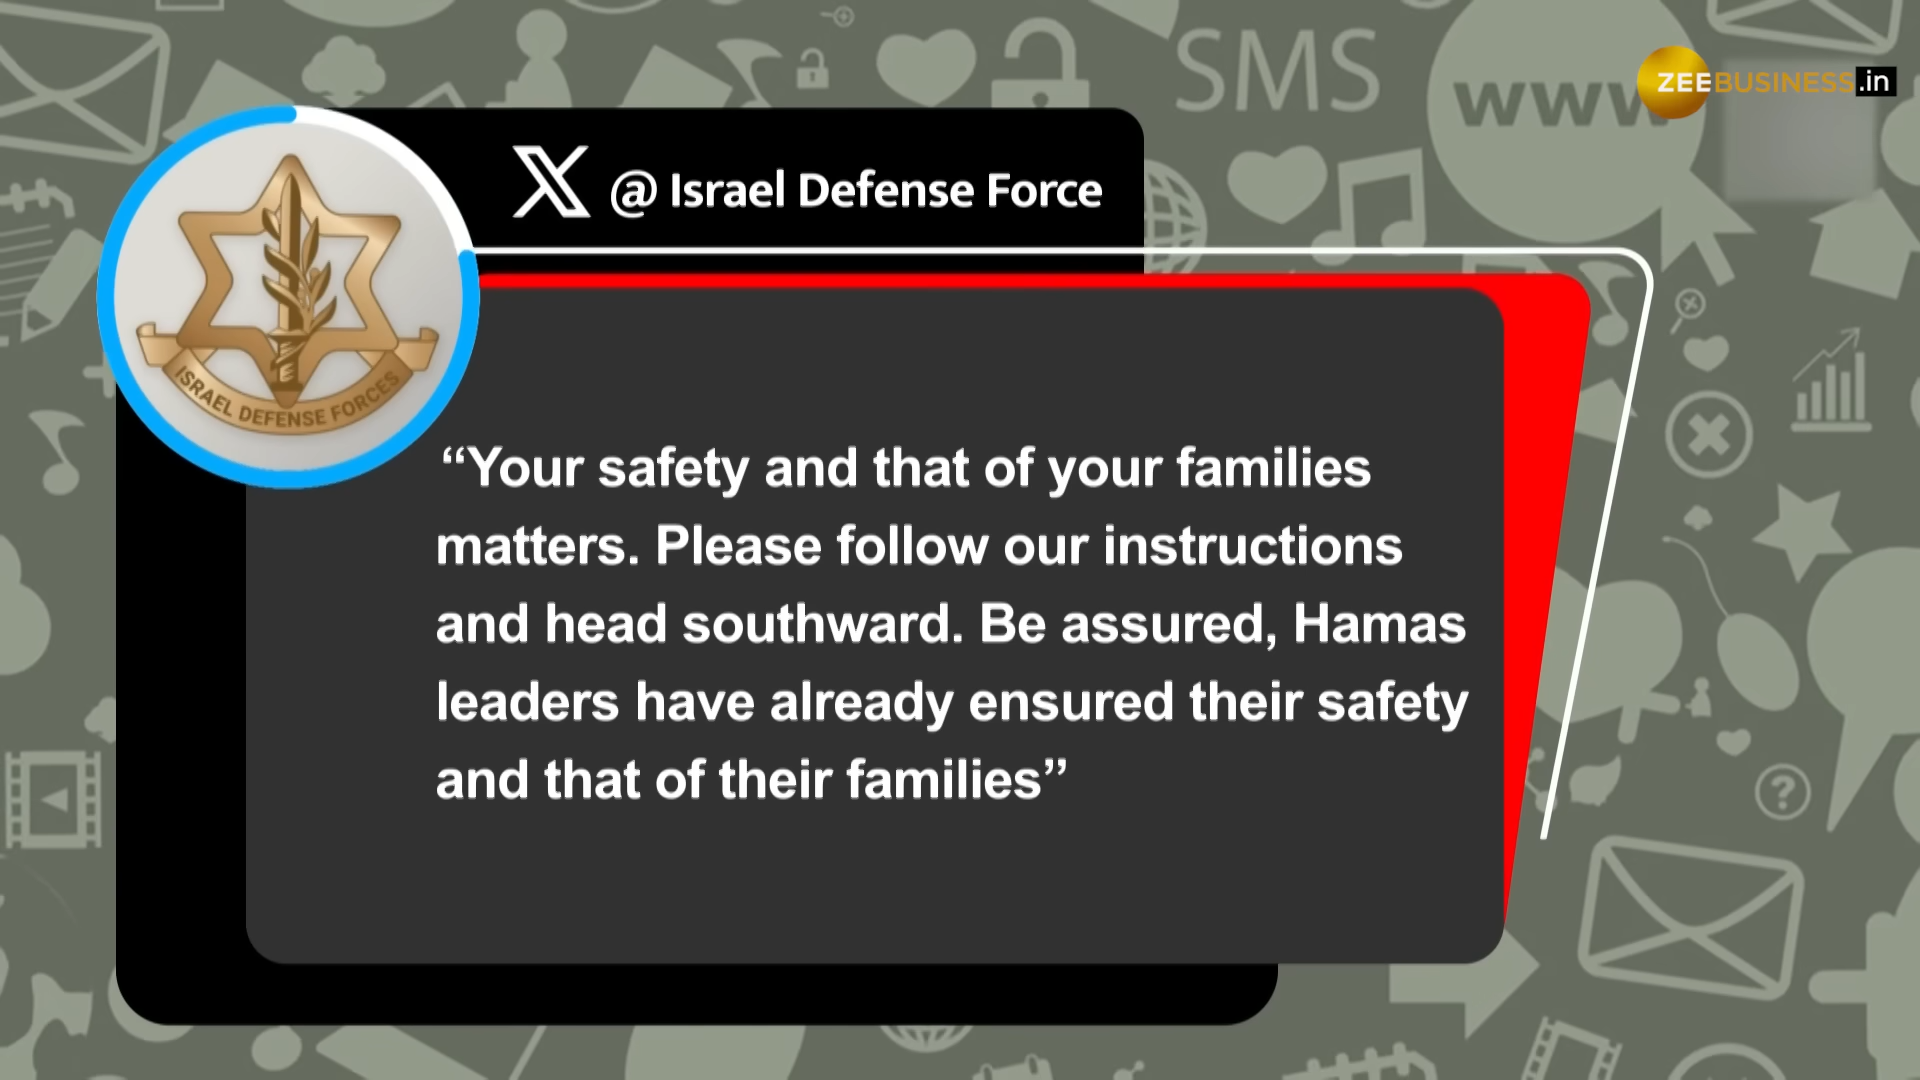 SMS
www
ZEEBUSINESS.in
X @ Israel Defense Force
ISRAEL DEFENSE FORCES
“Your safety and that of your families
matters. Please follow our instructions
and head southward. Be assured, Hamas
leaders have already ensured their safety
and that of their families”